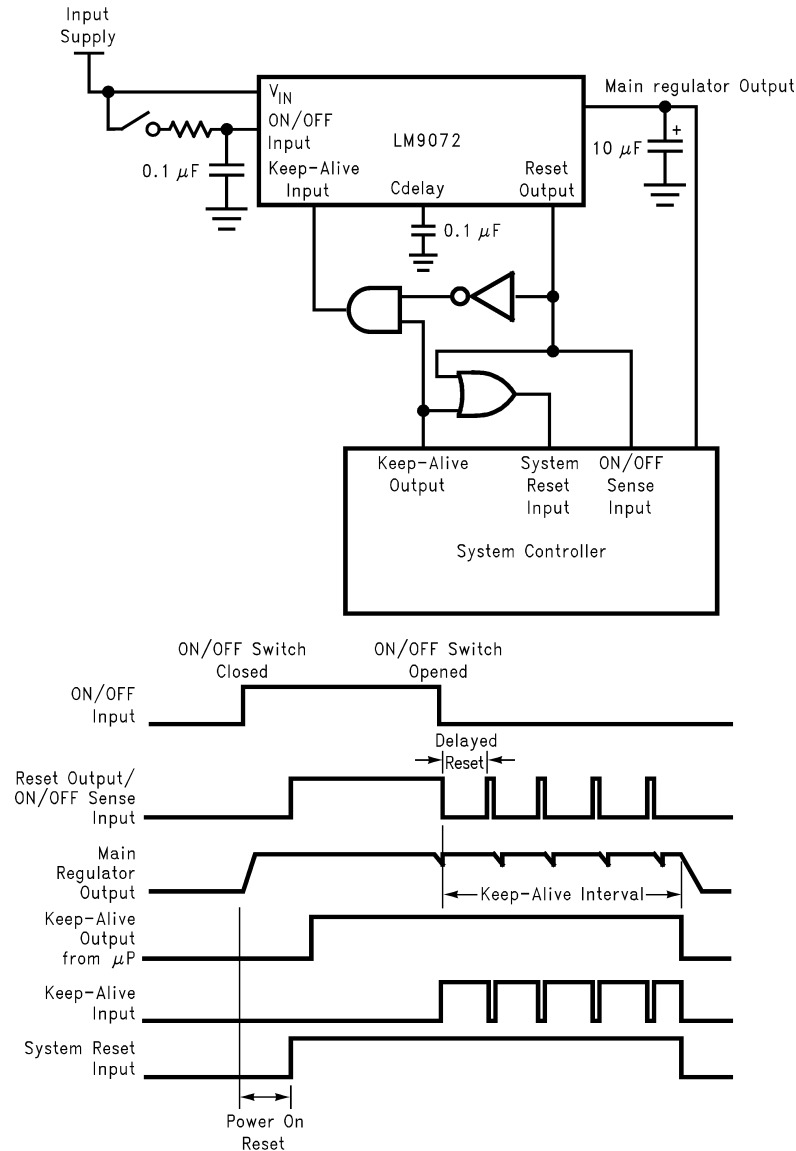 Input
Supply
V_IN
ON/OFF
Input
Keep-Alive
Input
LM9072
Cdelay
Reset
Output
Main regulator Output
+
10 μF
0.1 μF
0.1 μF
Keep-Alive
Output
System
Reset
Input
ON/OFF
Sense
Input
System Controller
ON/OFF Switch
Closed
ON/OFF Switch
Opened
ON/OFF
Input
Delayed
Reset
Reset Output/
ON/OFF Sense
Input
Main
Regulator
Output
Keep-Alive Interval
Keep-Alive
Output
from μP
Keep-Alive
Input
System Reset
Input
Power On
Reset